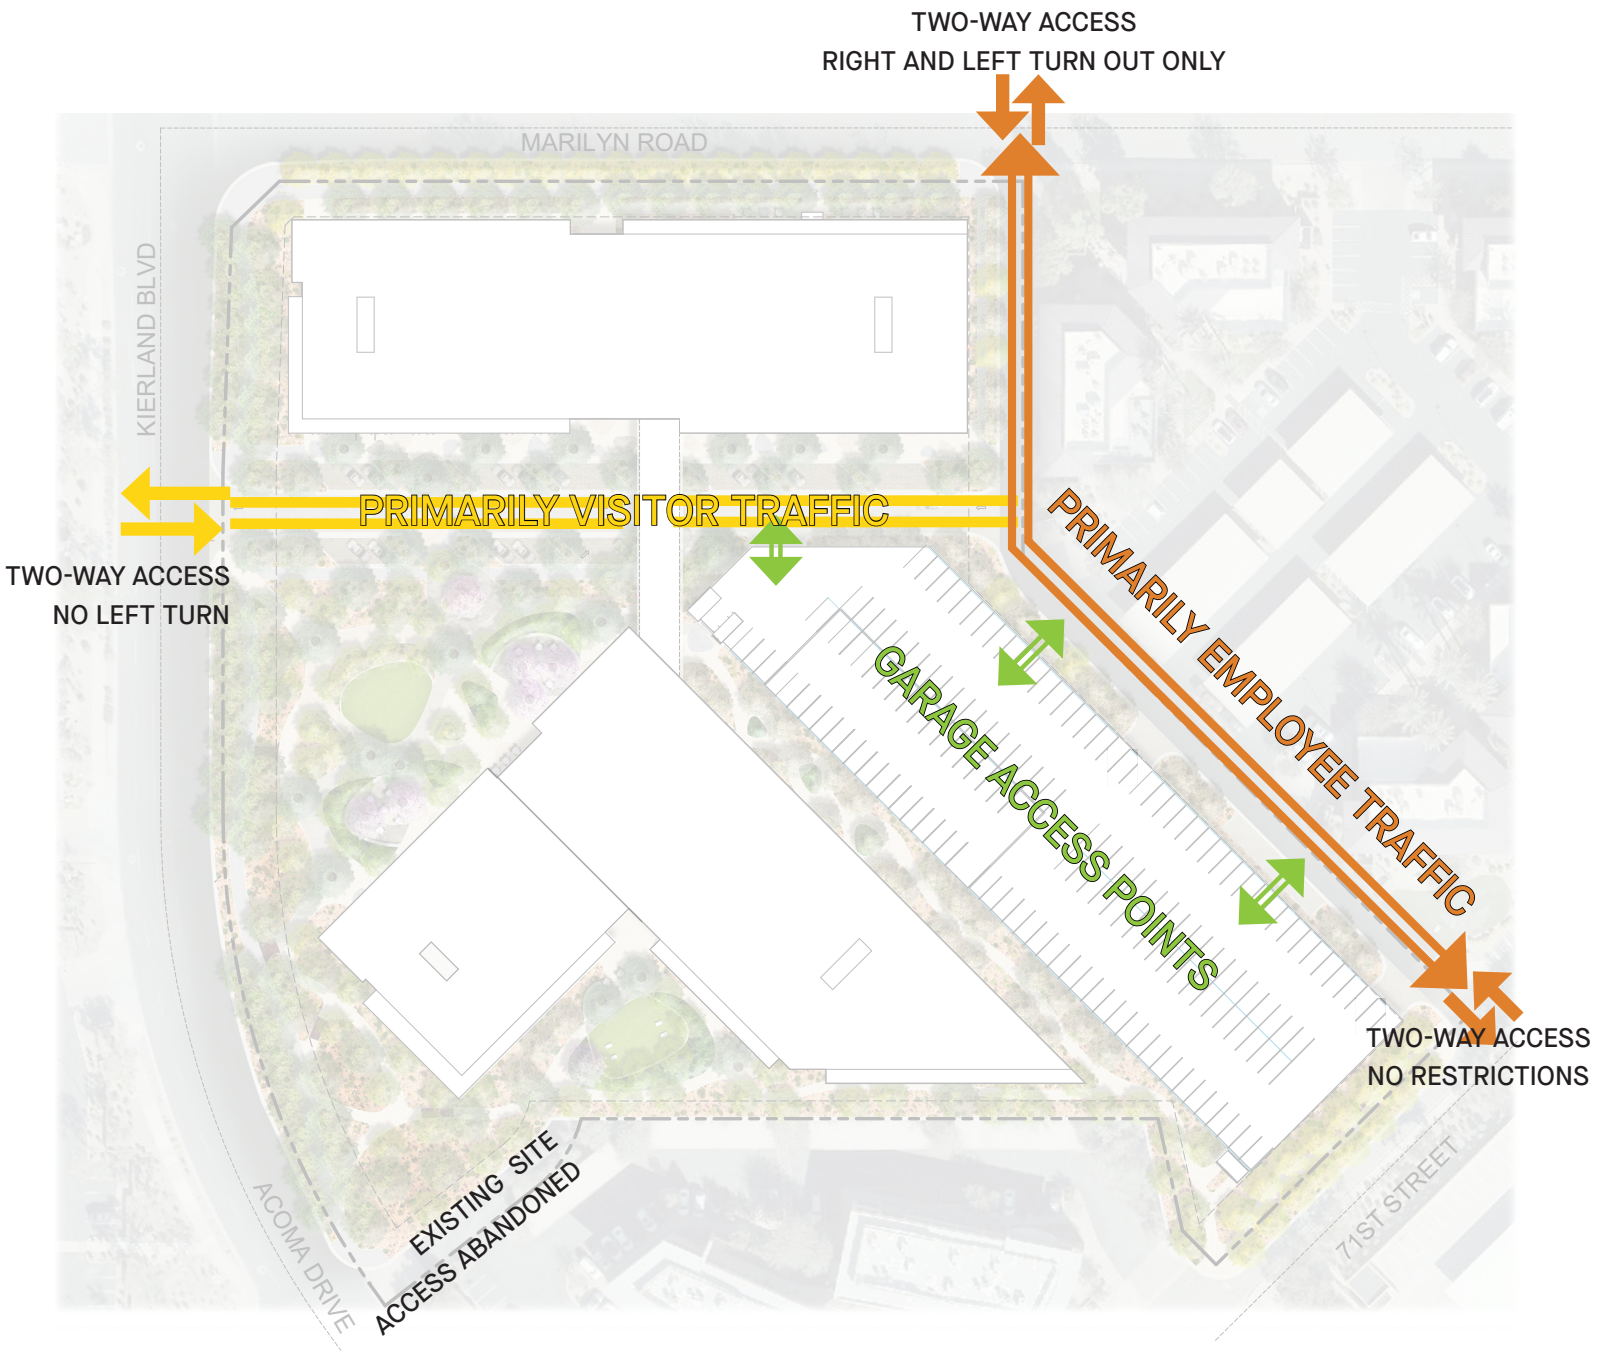 TWO-WAY ACCESS
RIGHT AND LEFT TURN OUT ONLY
MARILYN ROAD
KIERLAND BLVD
PRIMARILY VISITOR TRAFFIC
TWO-WAY ACCESS
NO LEFT TURN
PRIMARILY EMPLOYEE TRAFFIC
GARAGE ACCESS POINTS
TWO-WAY ACCESS
NO RESTRICTIONS
EXISTING SITE
ACCESS ABANDONED
ACOMA DRIVE
71ST STREET